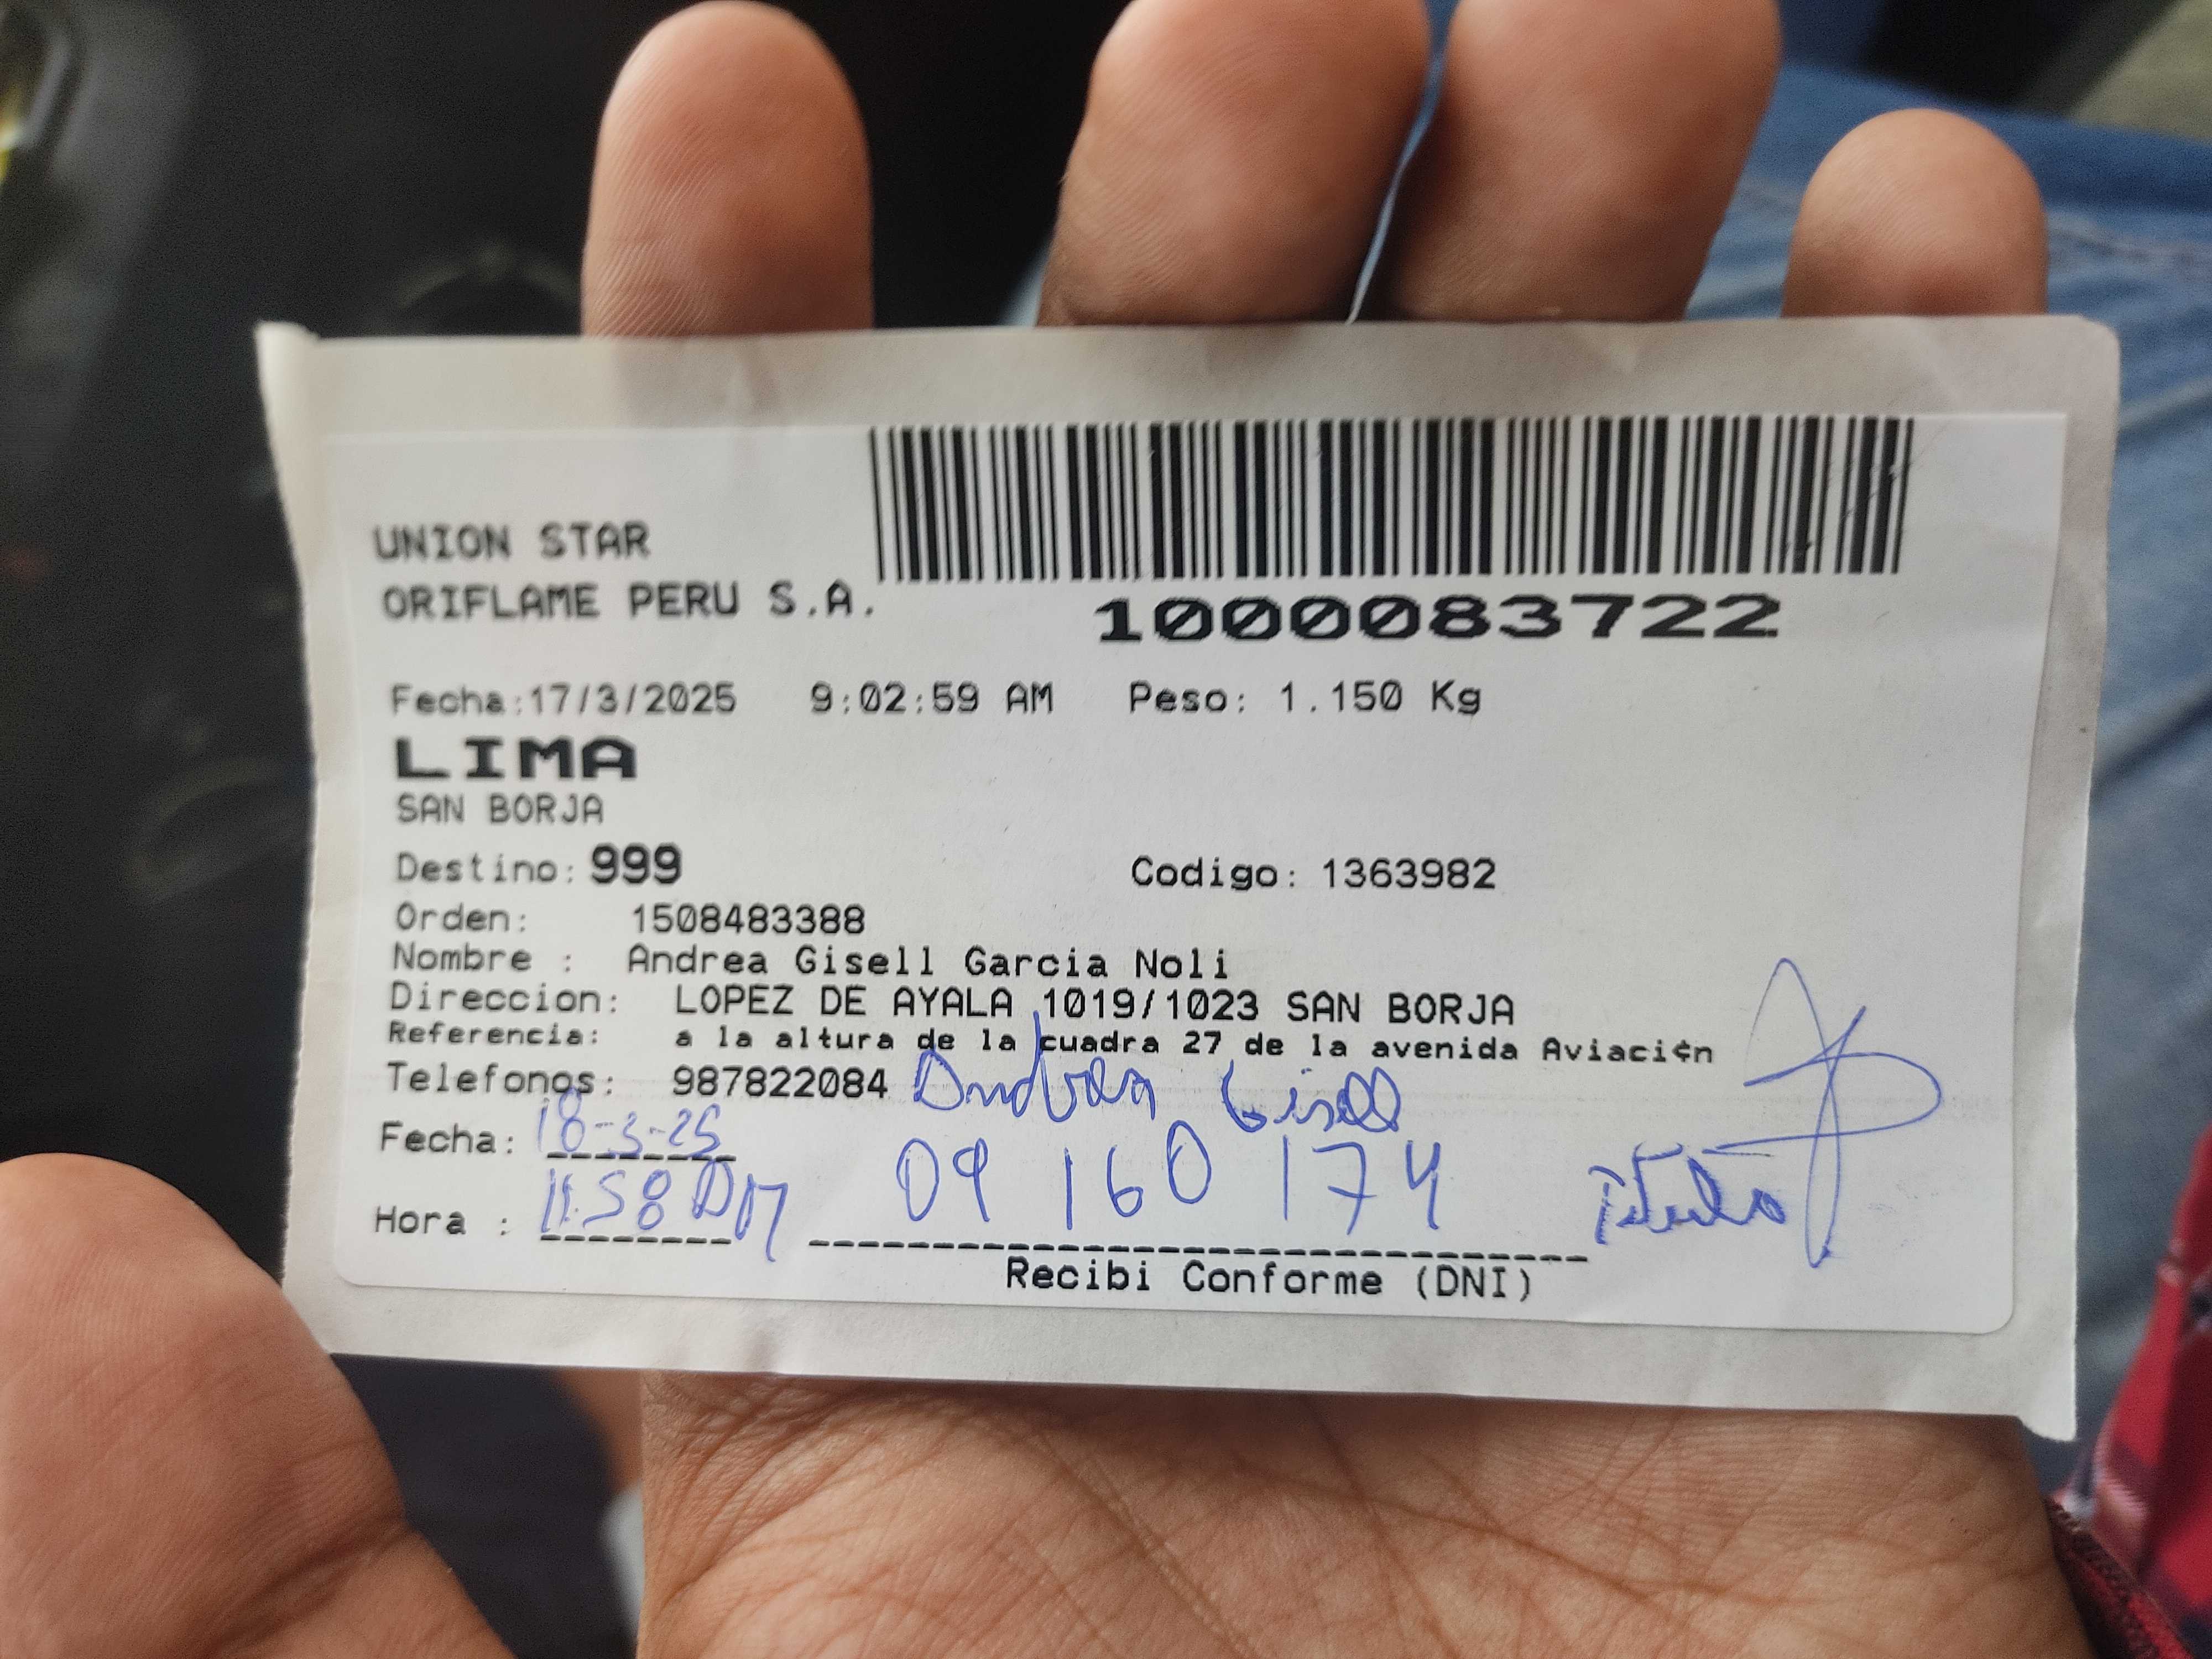 UNION STAR
ORIFLAME PERU S.A.
1000083722
Fecha:17/3/2025 9:02:59 AM Peso: 1.150 Kg
LIMA
SAN BORJA
Destino: 999 Codigo: 1363982
Orden: 1508483388
Nombre : Andrea Gisell Garcia Noli
Direccion: LOPEZ DE AYALA 1019/1023 SAN BORJA
Referencia: a la altura de la cuadra 27 de la avenida Aviaci¢n
Telefonos: 987822084 Andrea Gisell
Fecha: 18-3-25
Hora : 11:58 AM 09 160 174
Recibi Conforme (DNI)